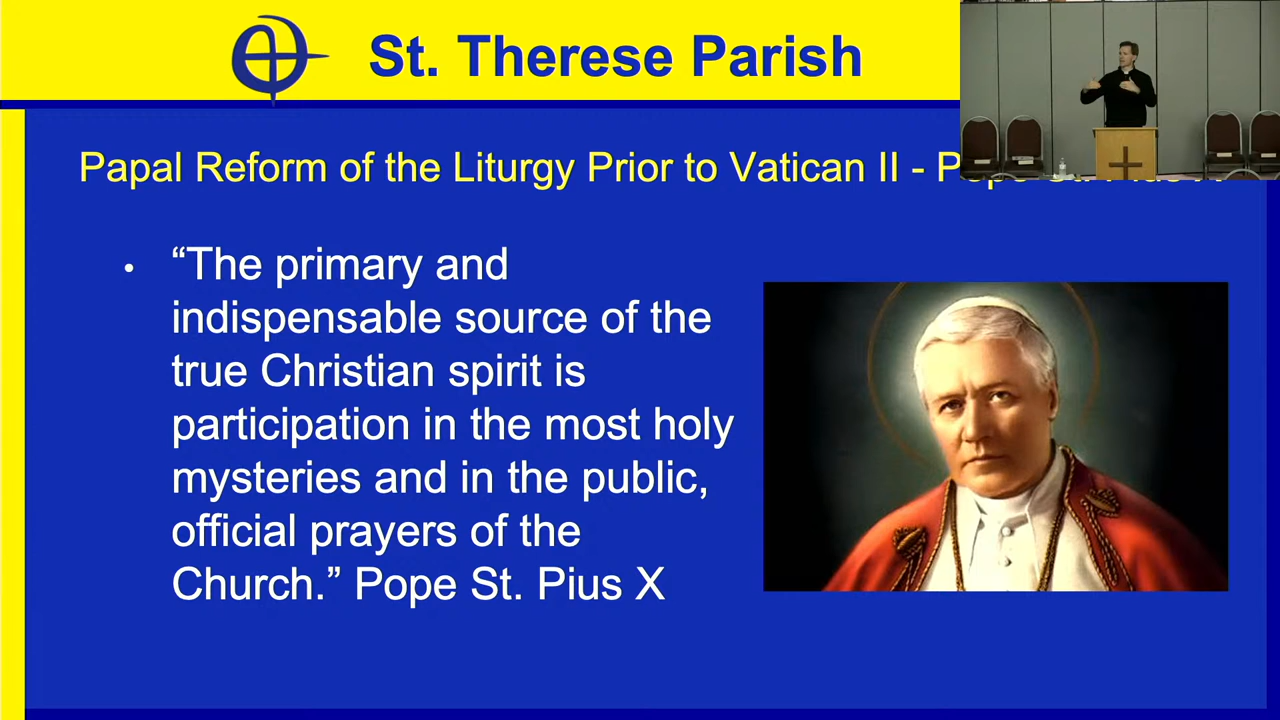 St. Therese Parish
Papal Reform of the Liturgy Prior to Vatican II -
• “The primary and
indispensable source of the
true Christian spirit is
participation in the most holy
mysteries and in the public,
official prayers of the
Church.” Pope St. Pius X